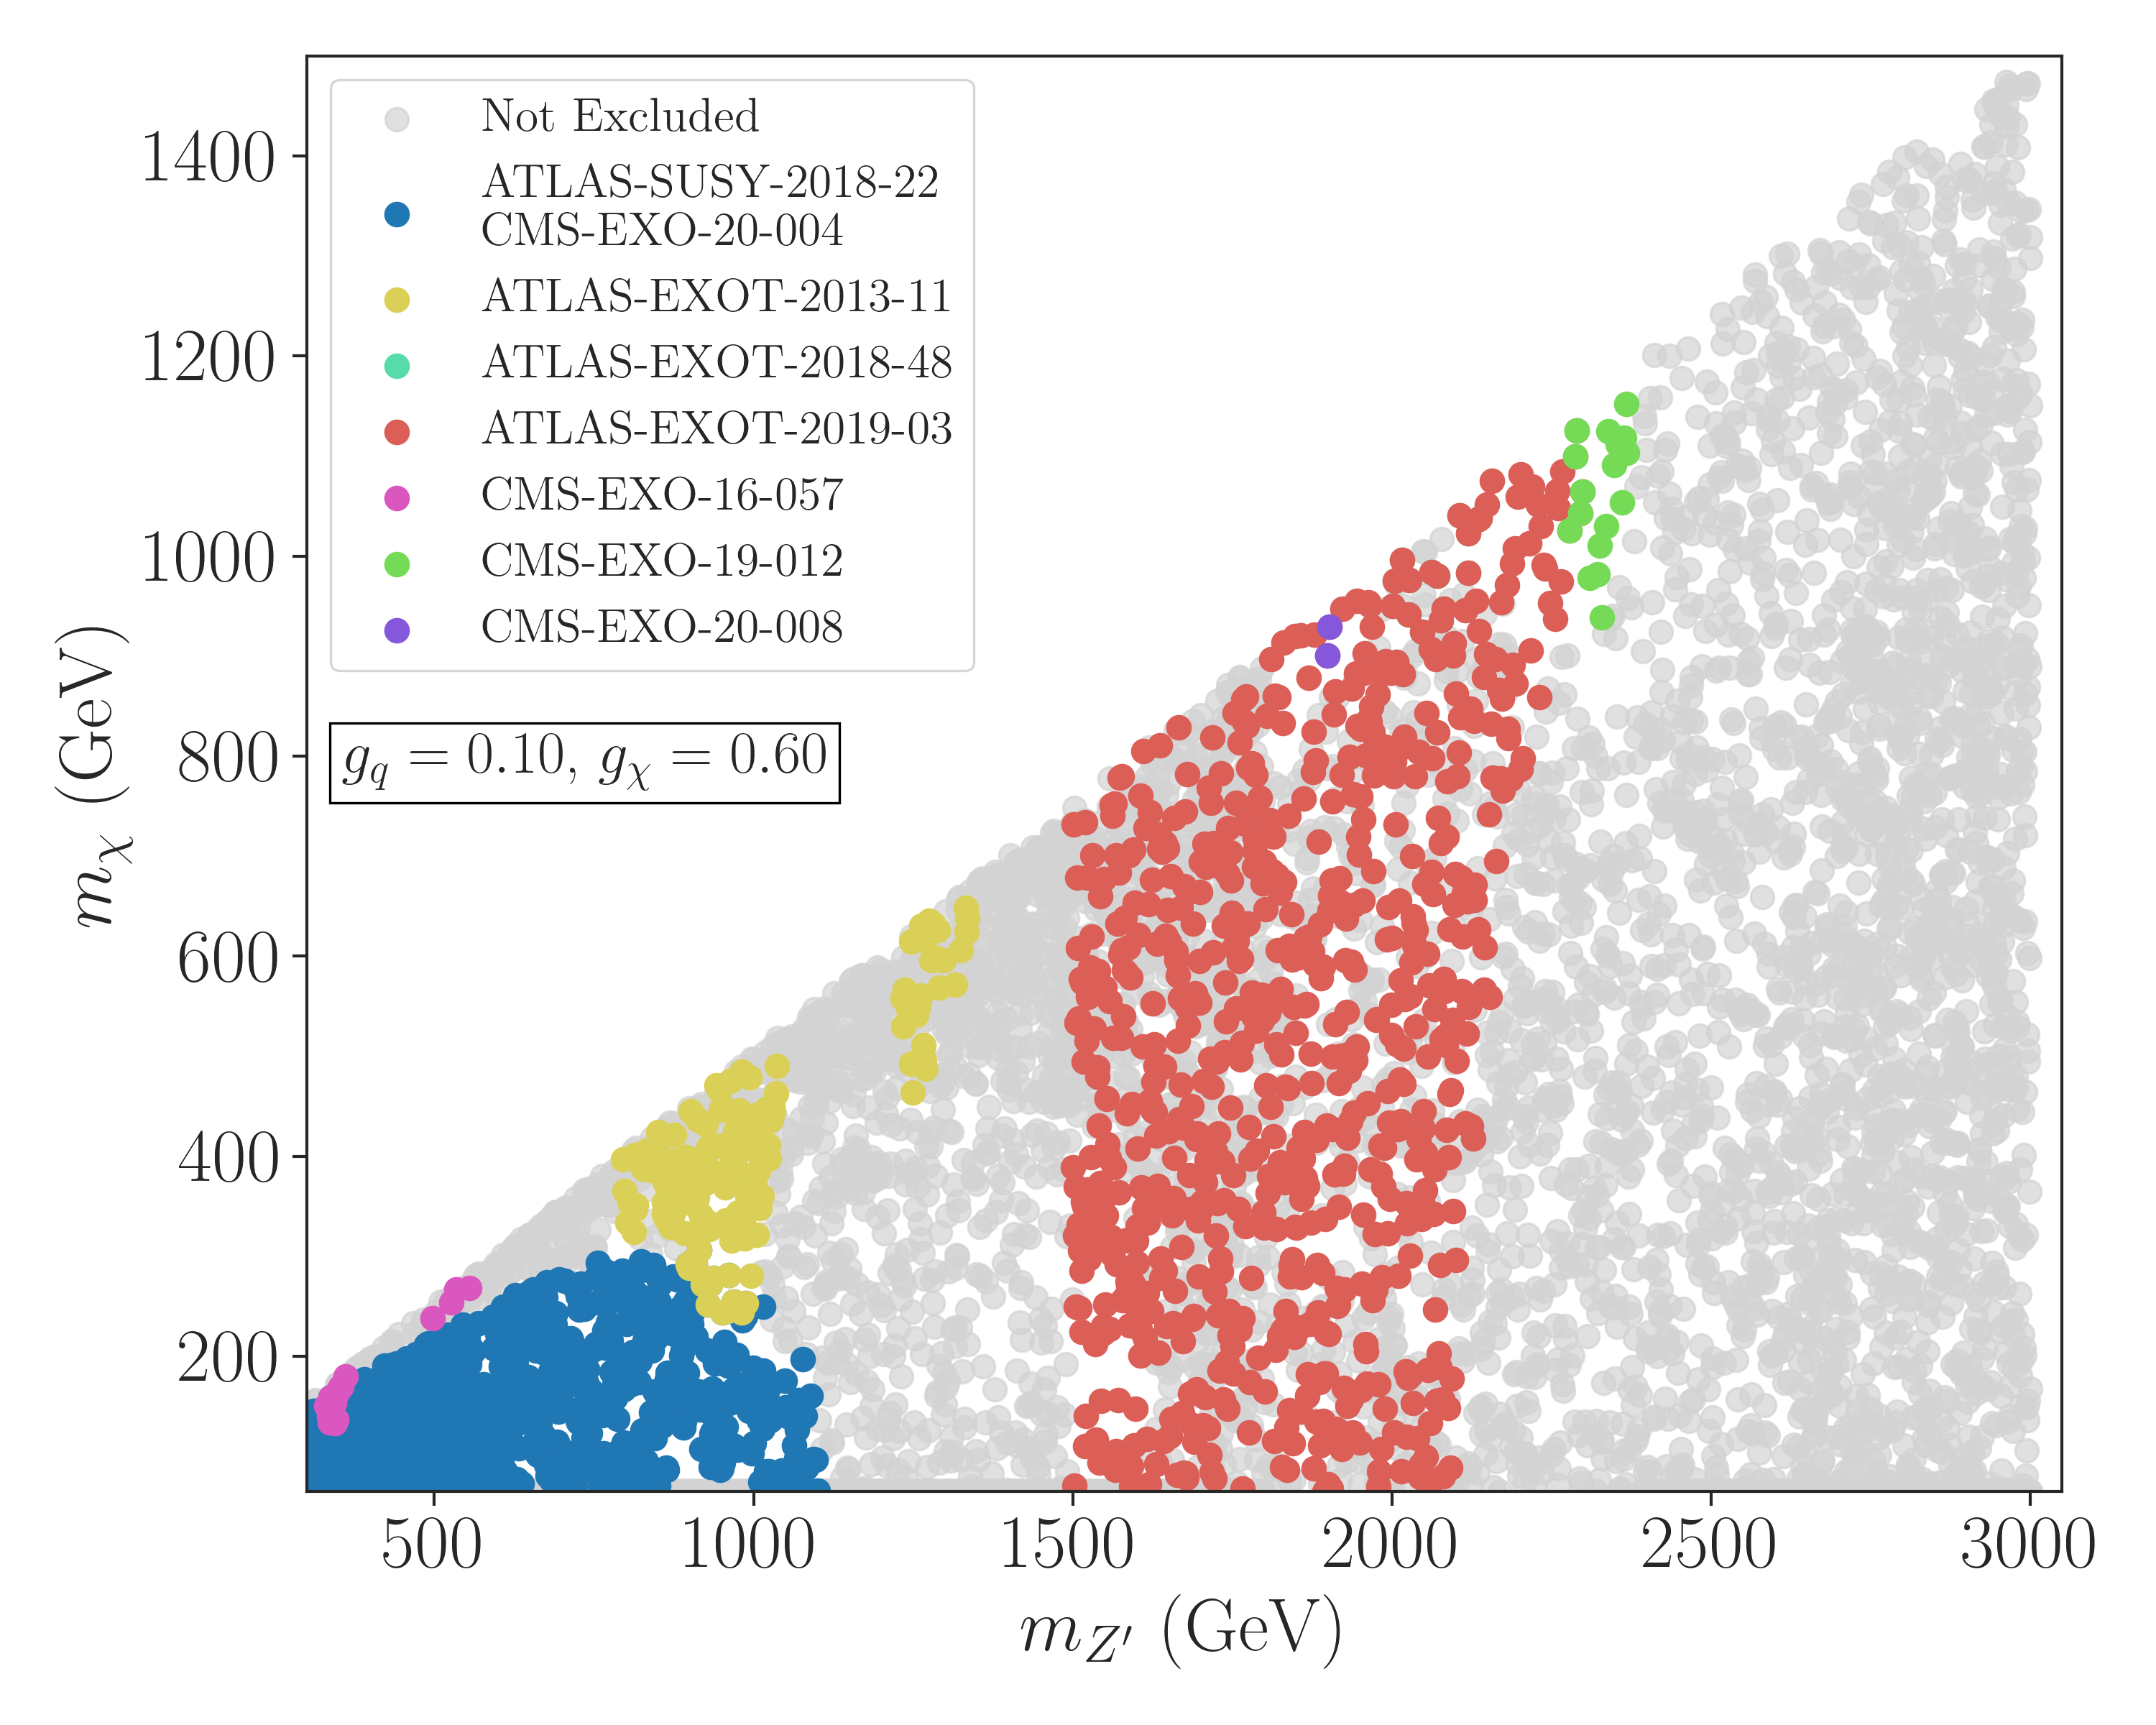 Not Excluded
ATLAS-SUSY-2018-22
CMS-EXO-20-004
ATLAS-EXOT-2013-11
ATLAS-EXOT-2018-48
ATLAS-EXOT-2019-03
CMS-EXO-16-057
CMS-EXO-19-012
CMS-EXO-20-008
g_q = 0.10, g_χ = 0.60
1400
1200
1000
800
600
400
200
m_χ (GeV)
500 1000 1500 2000 2500 3000
m_Z′ (GeV)